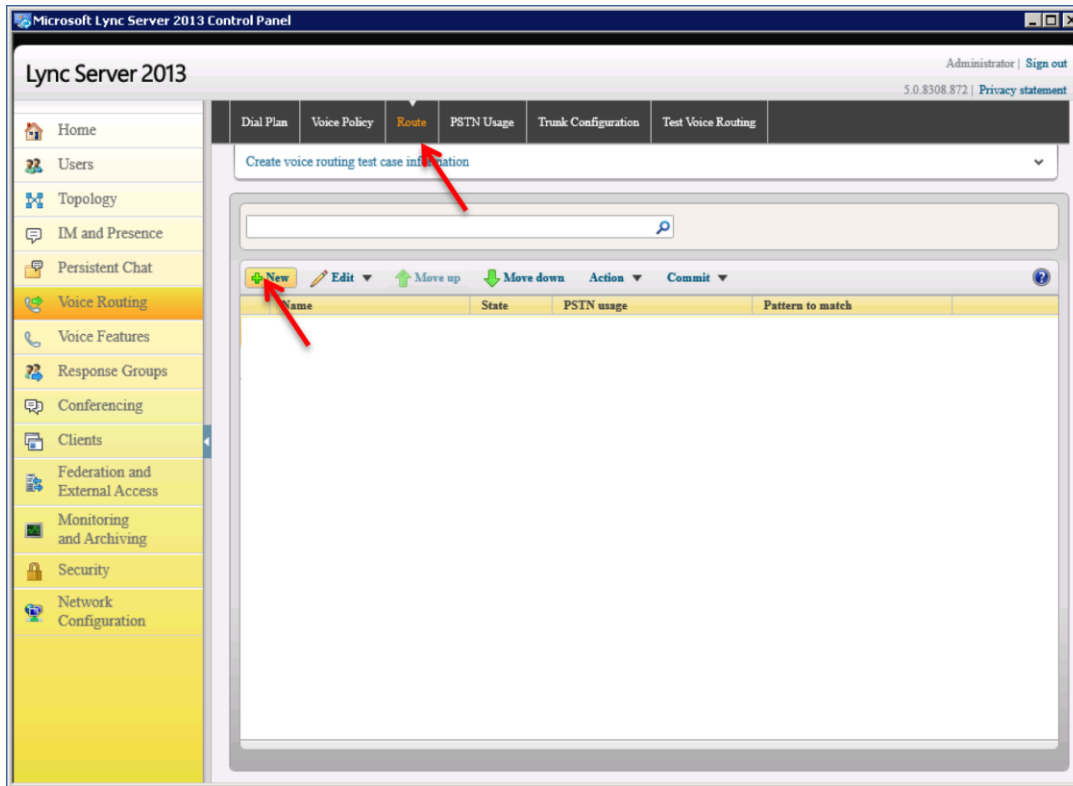 Microsoft Lync Server 2013 Control Panel
Lync Server 2013
Administrator | Sign out
5.0.8308.872 | Privacy statement
Home
Users
Topology
IM and Presence
Persistent Chat
Voice Routing
Voice Features
Response Groups
Conferencing
Clients
Federation and
External Access
Monitoring
and Archiving
Security
Network
Configuration
Dial Plan Voice Policy Route PSTN Usage Trunk Configuration Test Voice Routing
Create voice routing test case information
New Edit Move up Move down Action Commit
Name State PSTN usage Pattern to match